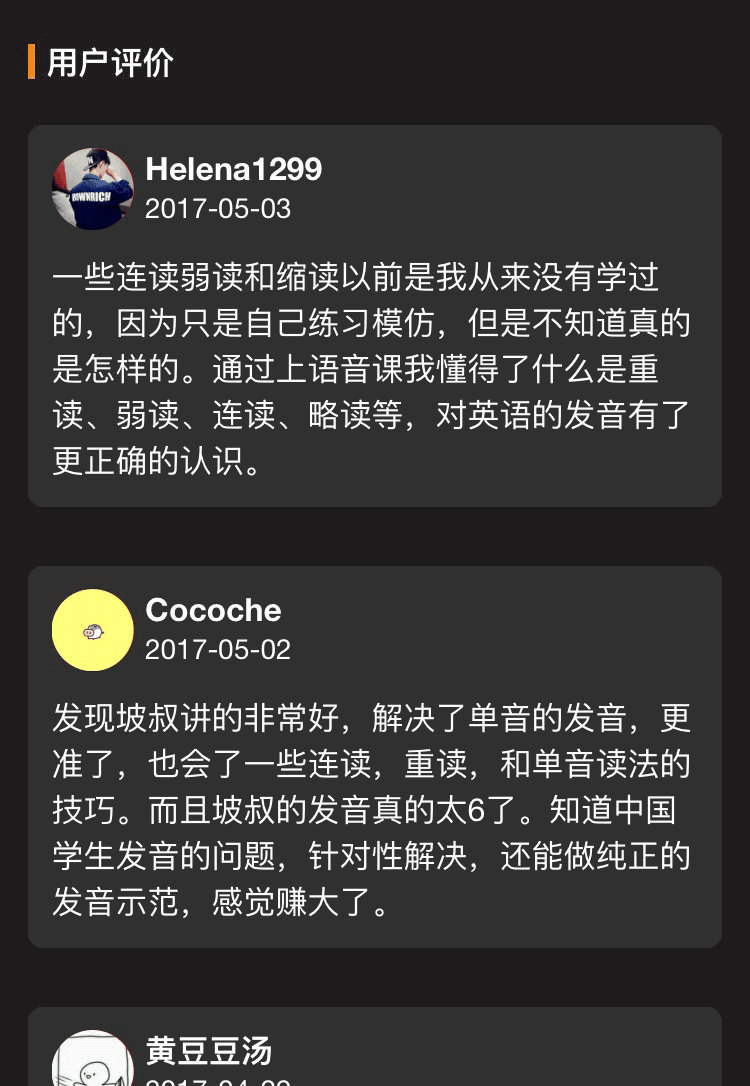 用户评价
Helena1299
2017-05-03
一些连读弱读和缩读以前是我从来没有学过
的，因为只是自己练习模仿，但是不知道真的
是怎样的。通过上语音课我懂得了什么是重
读、弱读、连读、略读等，对英语的发音有了
更正确的认识。
Cocoche
2017-05-02
发现坡叔讲的非常好，解决了单音的发音，更
准了，也会了一些连读，重读，和单音读法的
技巧。而且坡叔的发音真的太6了。知道中国
学生发音的问题，针对性解决，还能做纯正的
发音示范，感觉赚大了。
黄豆豆汤